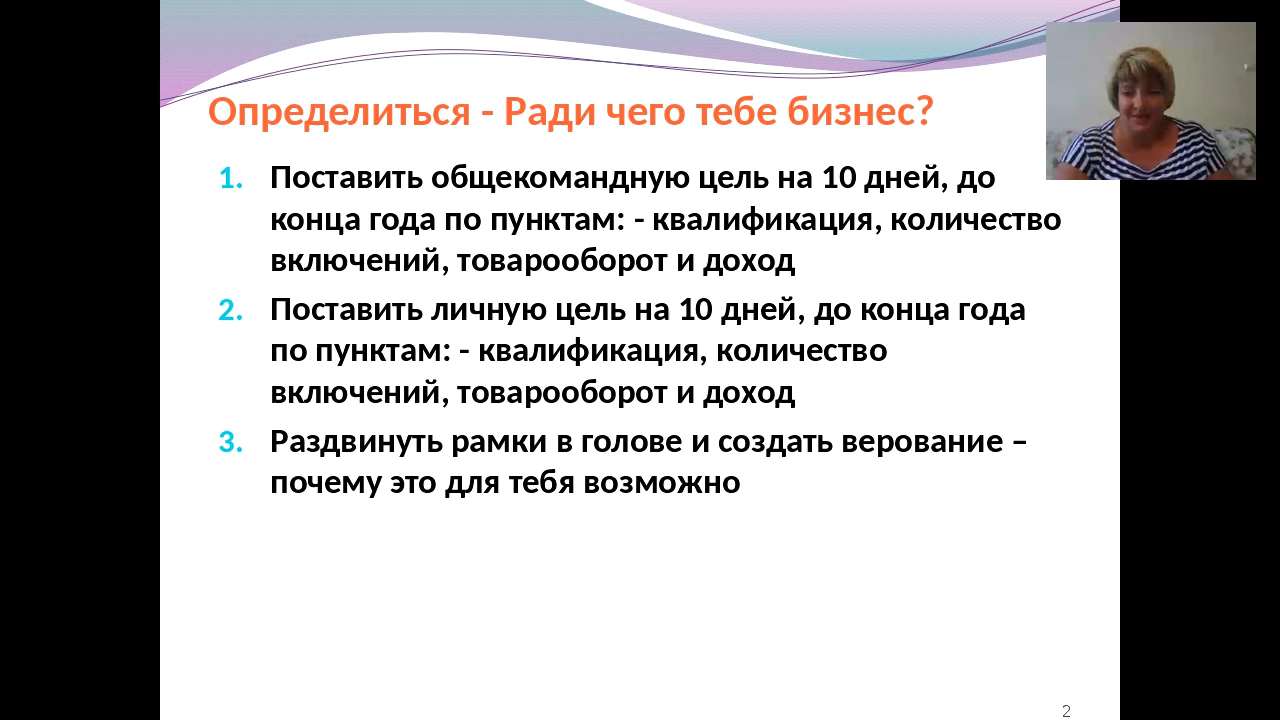 Определиться - Ради чего тебе бизнес?
1. Поставить общекомандную цель на 10 дней, до
конца года по пунктам: - квалификация, количество
включений, товарооборот и доход
2. Поставить личную цель на 10 дней, до конца года
по пунктам: - квалификация, количество
включений, товарооборот и доход
3. Раздвинуть рамки в голове и создать верование –
почему это для тебя возможно
2